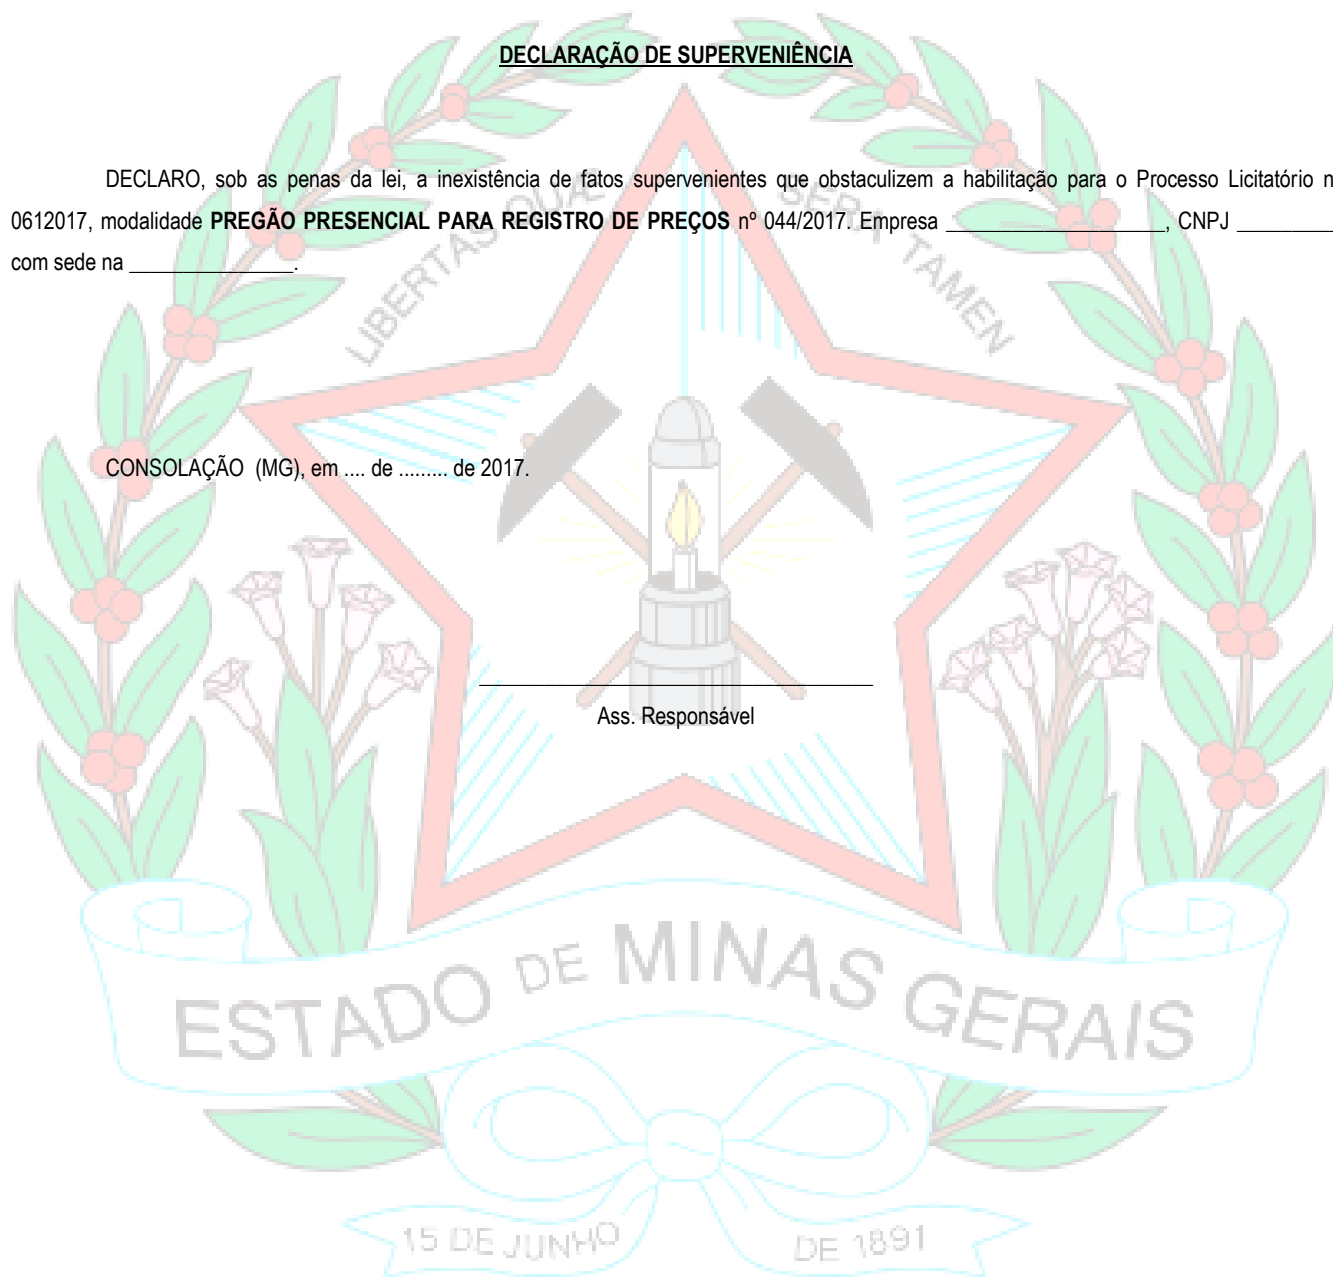 DECLARAÇÃO DE SUPERVENIÊNCIA
DECLARO, sob as penas da lei, a inexistência de fatos supervenientes que obstaculizem a habilitação para o Processo Licitatório n
0612017, modalidade PREGÃO PRESENCIAL PARA REGISTRO DE PREÇOS nº 044/2017. Empresa ____________________, CNPJ _________
com sede na _______________.
LIBERTAS QUÆ SERA TAMEN
CONSOLAÇÃO (MG), em .... de ......... de 2017.
____________________________________
Ass. Responsável
ESTADO DE MINAS GERAIS
15 DE JUNHO DE 1891